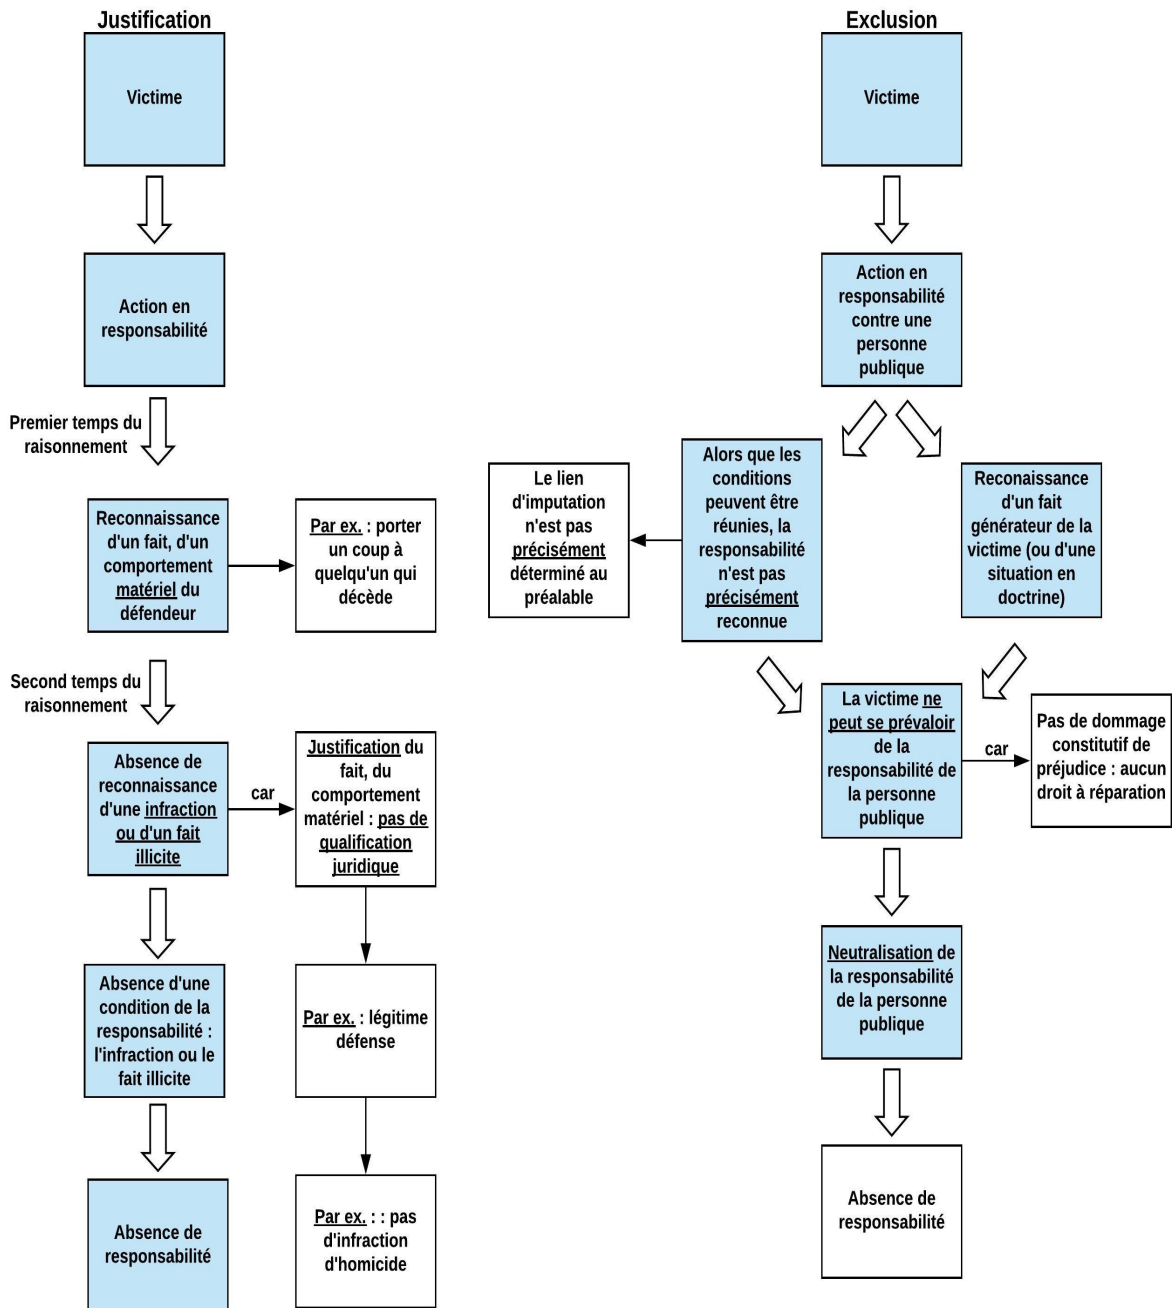 Justification
Victime
Action en
responsabilité
Premier temps du
raisonnement
Reconnaissance
d'un fait, d'un
comportement
matériel du
défendeur
Par ex. : porter
un coup à
quelqu'un qui
décède
Second temps du
raisonnement
Absence de
reconnaissance
d'une infraction
ou d'un fait
illicite
car
Justification du
fait, du
comportement
matériel : pas de
qualification
juridique
Absence d'une
condition de la
responsabilité :
l'infraction ou le
fait illicite
Par ex. : légitime
défense
Absence de
responsabilité
Par ex. : : pas
d'infraction
d'homicide
Exclusion
Victime
Action en
responsabilité
contre une
personne
publique
Le lien
d'imputation
n'est pas
précisément
déterminé au
préalable
Alors que les
conditions
peuvent être
réunies, la
responsabilité
n'est pas
précisément
reconnue
Reconaissance
d'un fait
générateur de la
victime (ou d'une
situation en
doctrine)
La victime ne
peut se prévaloir
de la
responsabilité de
la personne
publique
car
Pas de dommage
constitutif de
préjudice : aucun
droit à réparation
Neutralisation de
la responsabilité
de la personne
publique
Absence de
responsabilité